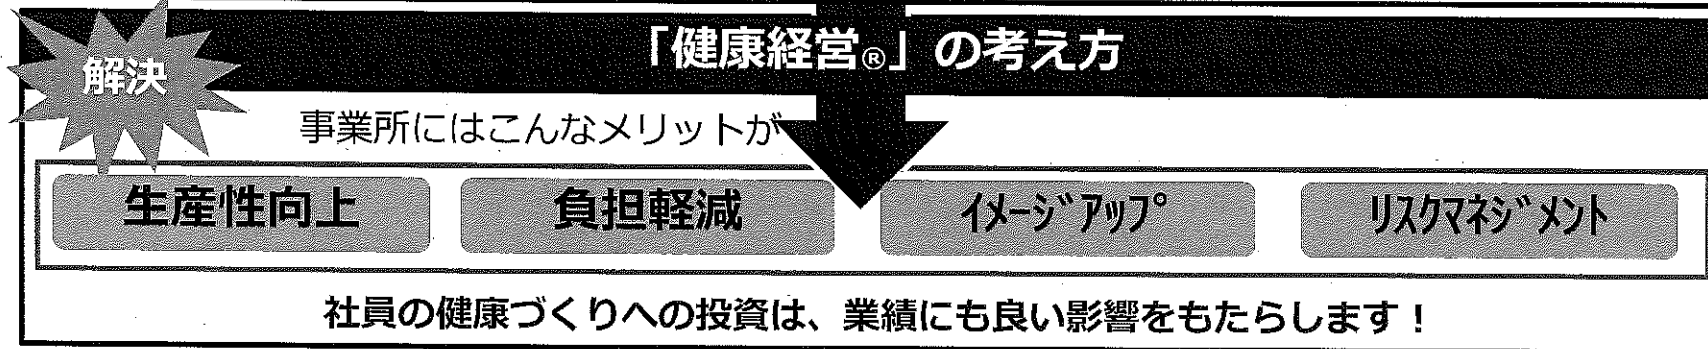 「健康経営®」の考え方
解決
事業所にはこんなメリットが
生産性向上 負担軽減 ｲﾒｰｼﾞｱｯﾌﾟ ﾘｽｸﾏﾈｼﾞﾒﾝﾄ
社員の健康づくりへの投資は、業績にも良い影響をもたらします！